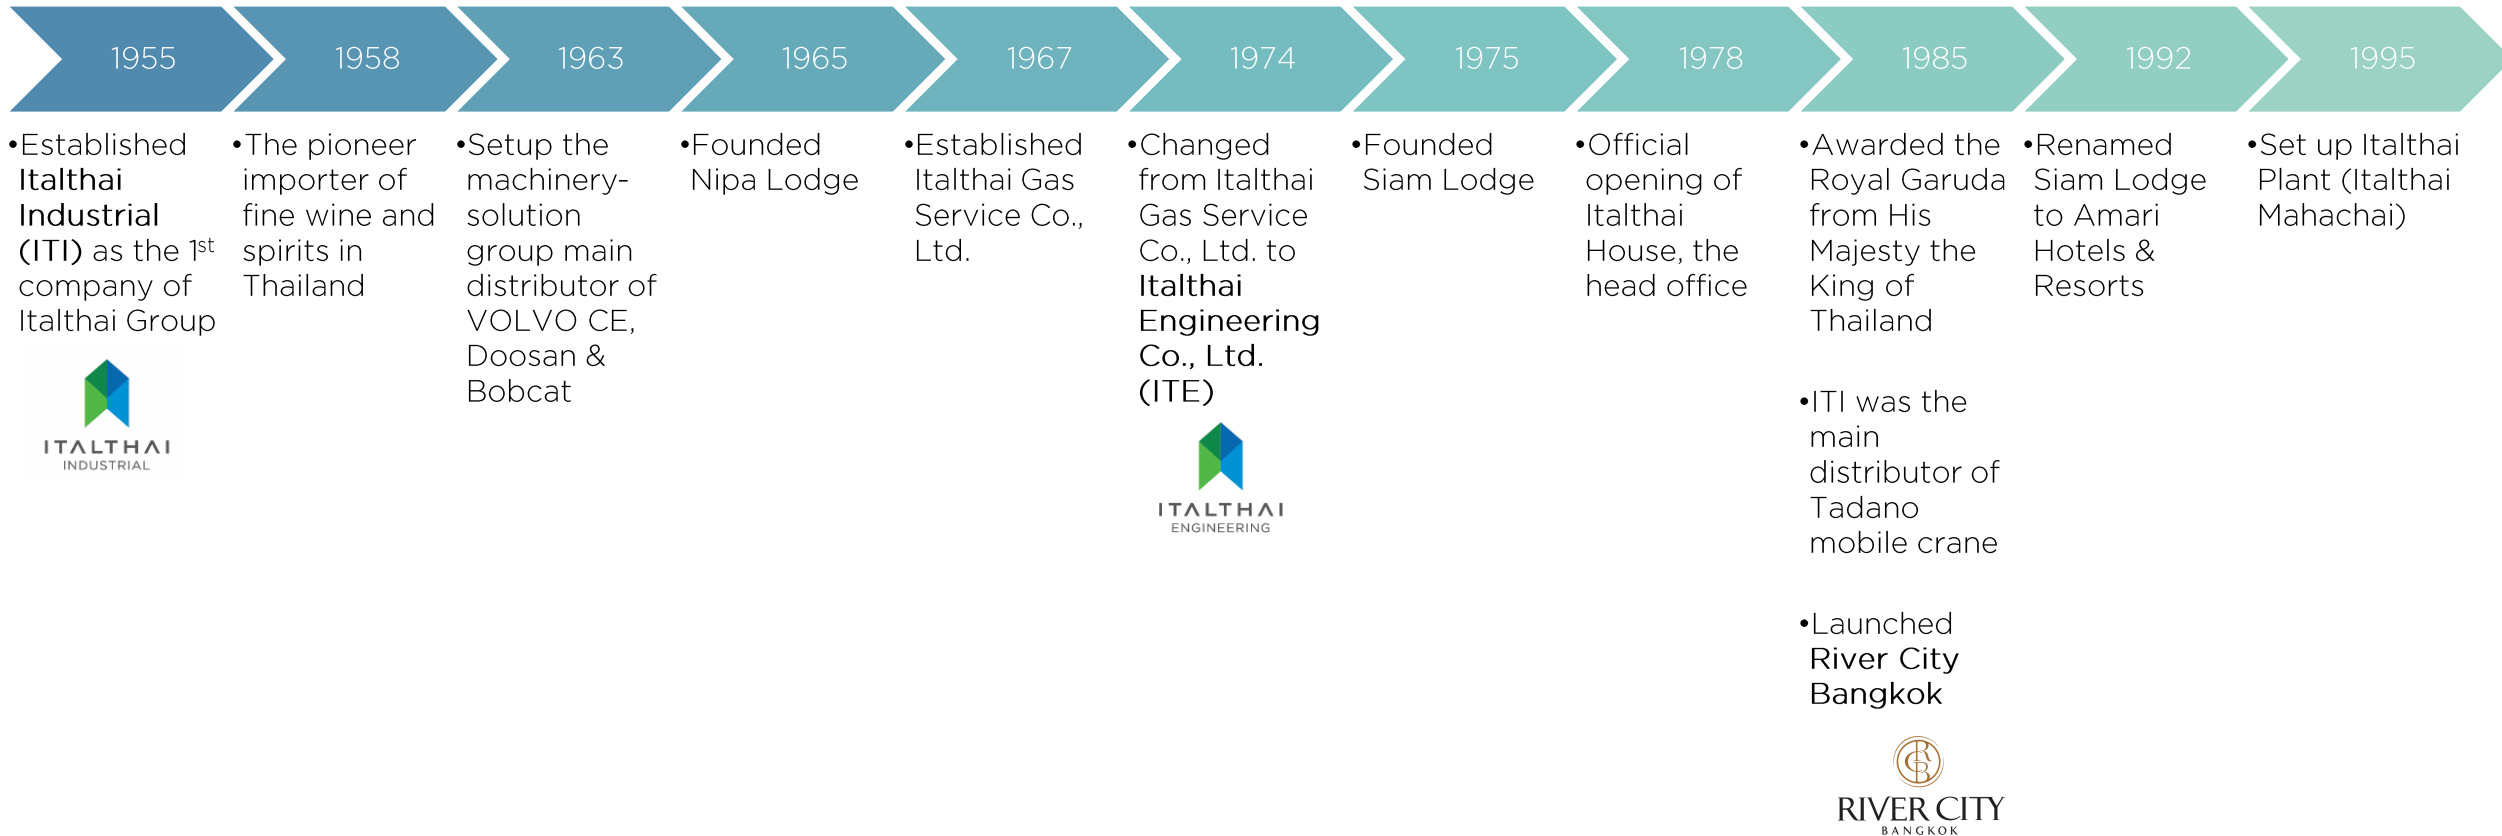 1955
1958
1963
1965
1967
1974
1975
1978
1985
1992
1995
•Established
Italthai
Industrial
(ITI) as the 1st
company of
Italthai Group
ITALTHAI
INDUSTRIAL
•The pioneer
importer of
fine wine and
spirits in
Thailand
•Setup the
machinery-
solution
group main
distributor of
VOLVO CE,
Doosan &
Bobcat
•Founded
Nipa Lodge
•Established
Italthai Gas
Service Co.,
Ltd.
•Changed
from Italthai
Gas Service
Co., Ltd. to
Italthai
Engineering
Co., Ltd.
(ITE)
ITALTHAI
ENGINEERING
•Founded
Siam Lodge
•Official
opening of
Italthai
House, the
head office
•Awarded the
Royal Garuda
from His
Majesty the
King of
Thailand
•ITI was the
main
distributor of
Tadano
mobile crane
•Launched
River City
Bangkok
RIVER CITY
BANGKOK
•Renamed
Siam Lodge
to Amari
Hotels &
Resorts
•Set up Italthai
Plant (Italthai
Mahachai)